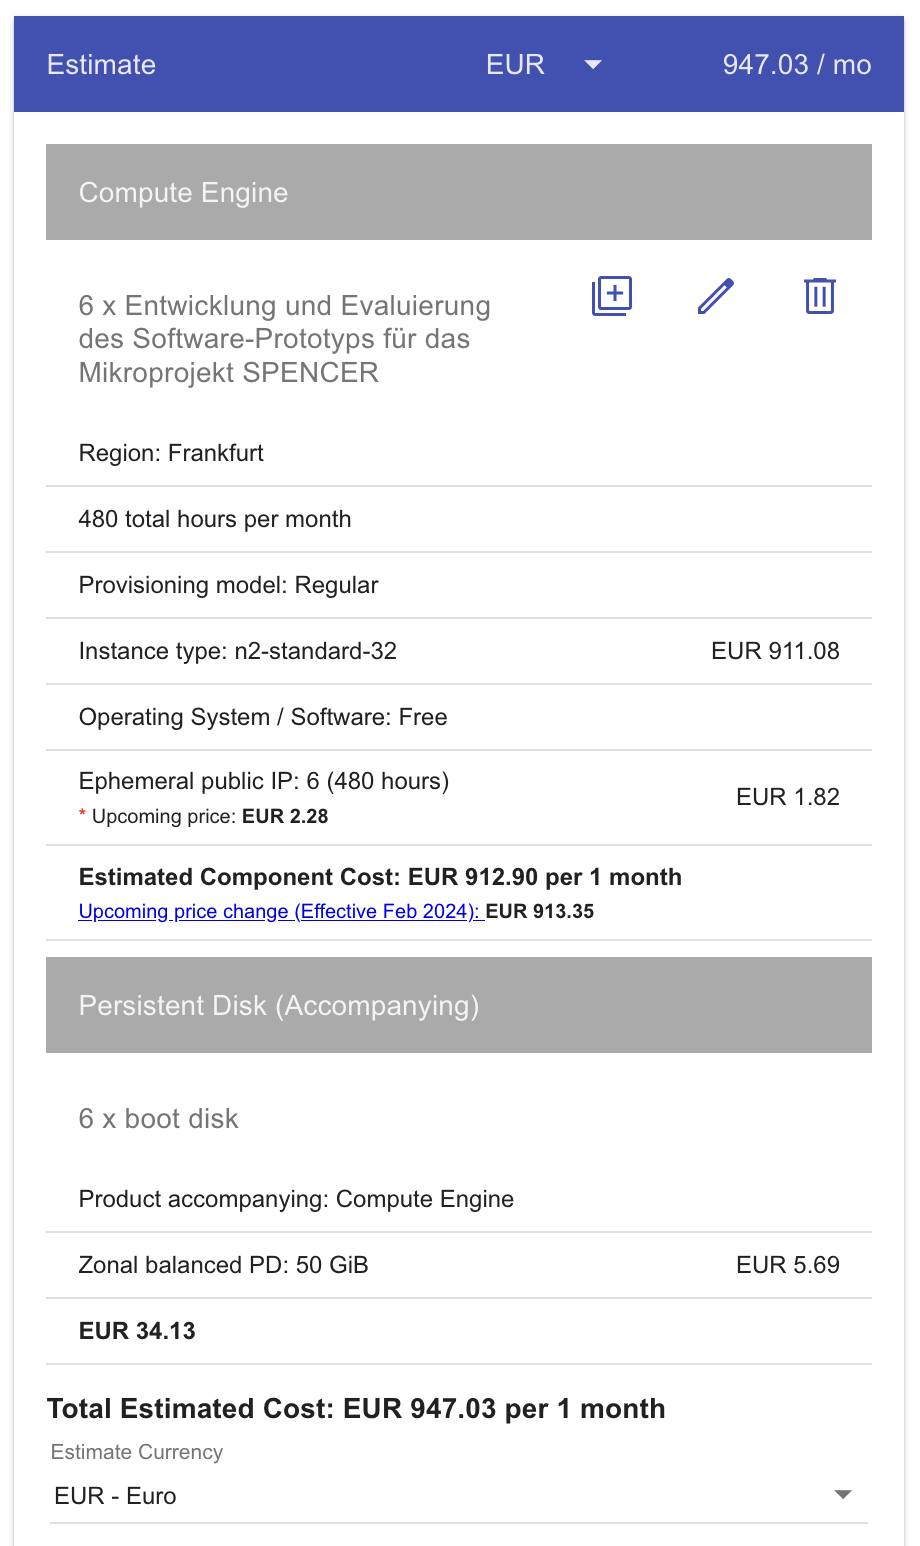 Estimate EUR 947.03 / mo
Compute Engine
6 x Entwicklung und Evaluierung
des Software-Prototyps für das
Mikroprojekt SPENCER
Region: Frankfurt
480 total hours per month
Provisioning model: Regular
Instance type: n2-standard-32 EUR 911.08
Operating System / Software: Free
Ephemeral public IP: 6 (480 hours) EUR 1.82
* Upcoming price: EUR 2.28
Estimated Component Cost: EUR 912.90 per 1 month
Upcoming price change (Effective Feb 2024): EUR 913.35
Persistent Disk (Accompanying)
6 x boot disk
Product accompanying: Compute Engine
Zonal balanced PD: 50 GiB EUR 5.69
EUR 34.13
Total Estimated Cost: EUR 947.03 per 1 month
Estimate Currency
EUR - Euro